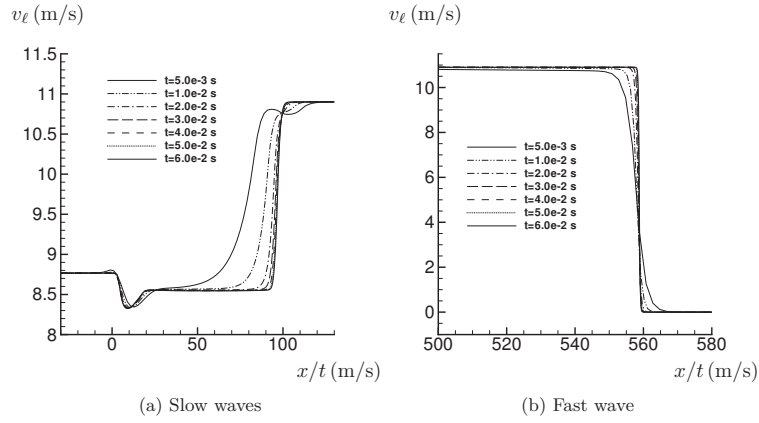 vℓ (m/s)
11.5
11
10.5
10
9.5
9
8.5
8
0
50
100
t=5.0e-3 s
t=1.0e-2 s
t=2.0e-2 s
t=3.0e-2 s
t=4.0e-2 s
t=5.0e-2 s
t=6.0e-2 s
x/t (m/s)
(a) Slow waves
vℓ (m/s)
10
8
6
4
2
0
500
520
540
560
580
t=5.0e-3 s
t=1.0e-2 s
t=2.0e-2 s
t=3.0e-2 s
t=4.0e-2 s
t=5.0e-2 s
t=6.0e-2 s
x/t (m/s)
(b) Fast wave